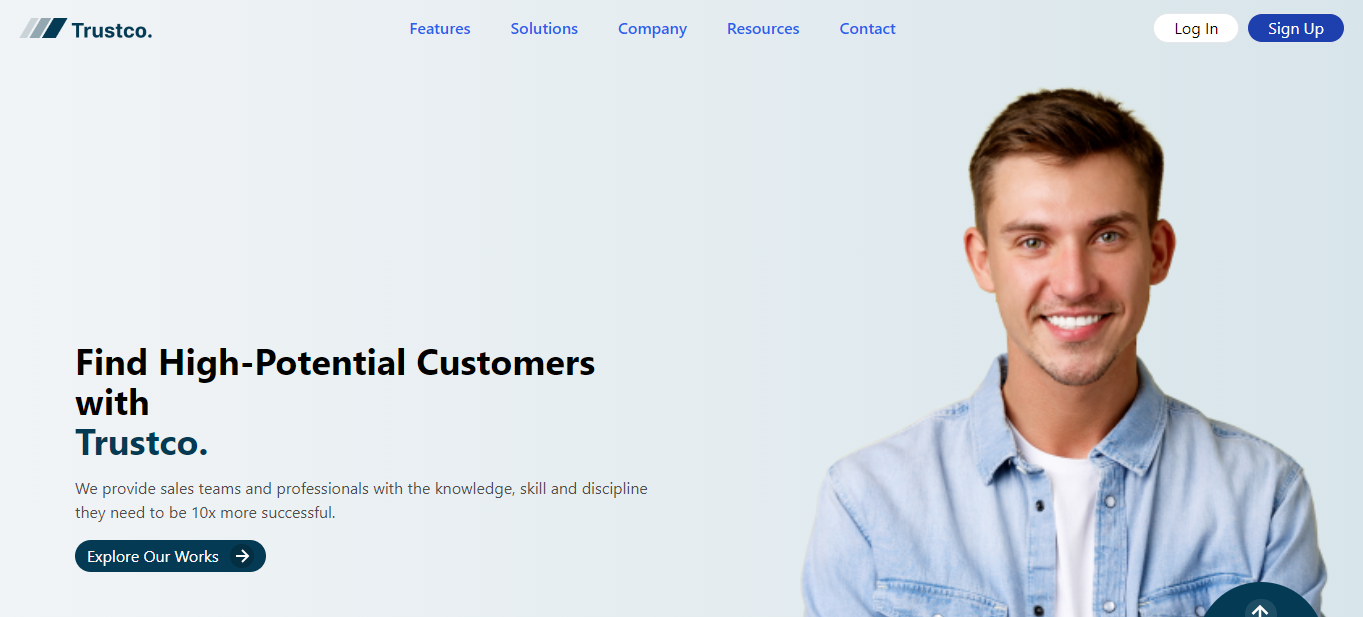 Trustco.
Features
Solutions
Company
Resources
Contact
Log In
Sign Up
Find High-Potential Customers
with
Trustco.
We provide sales teams and professionals with the knowledge, skill and discipline
they need to be 10x more successful.
Explore Our Works